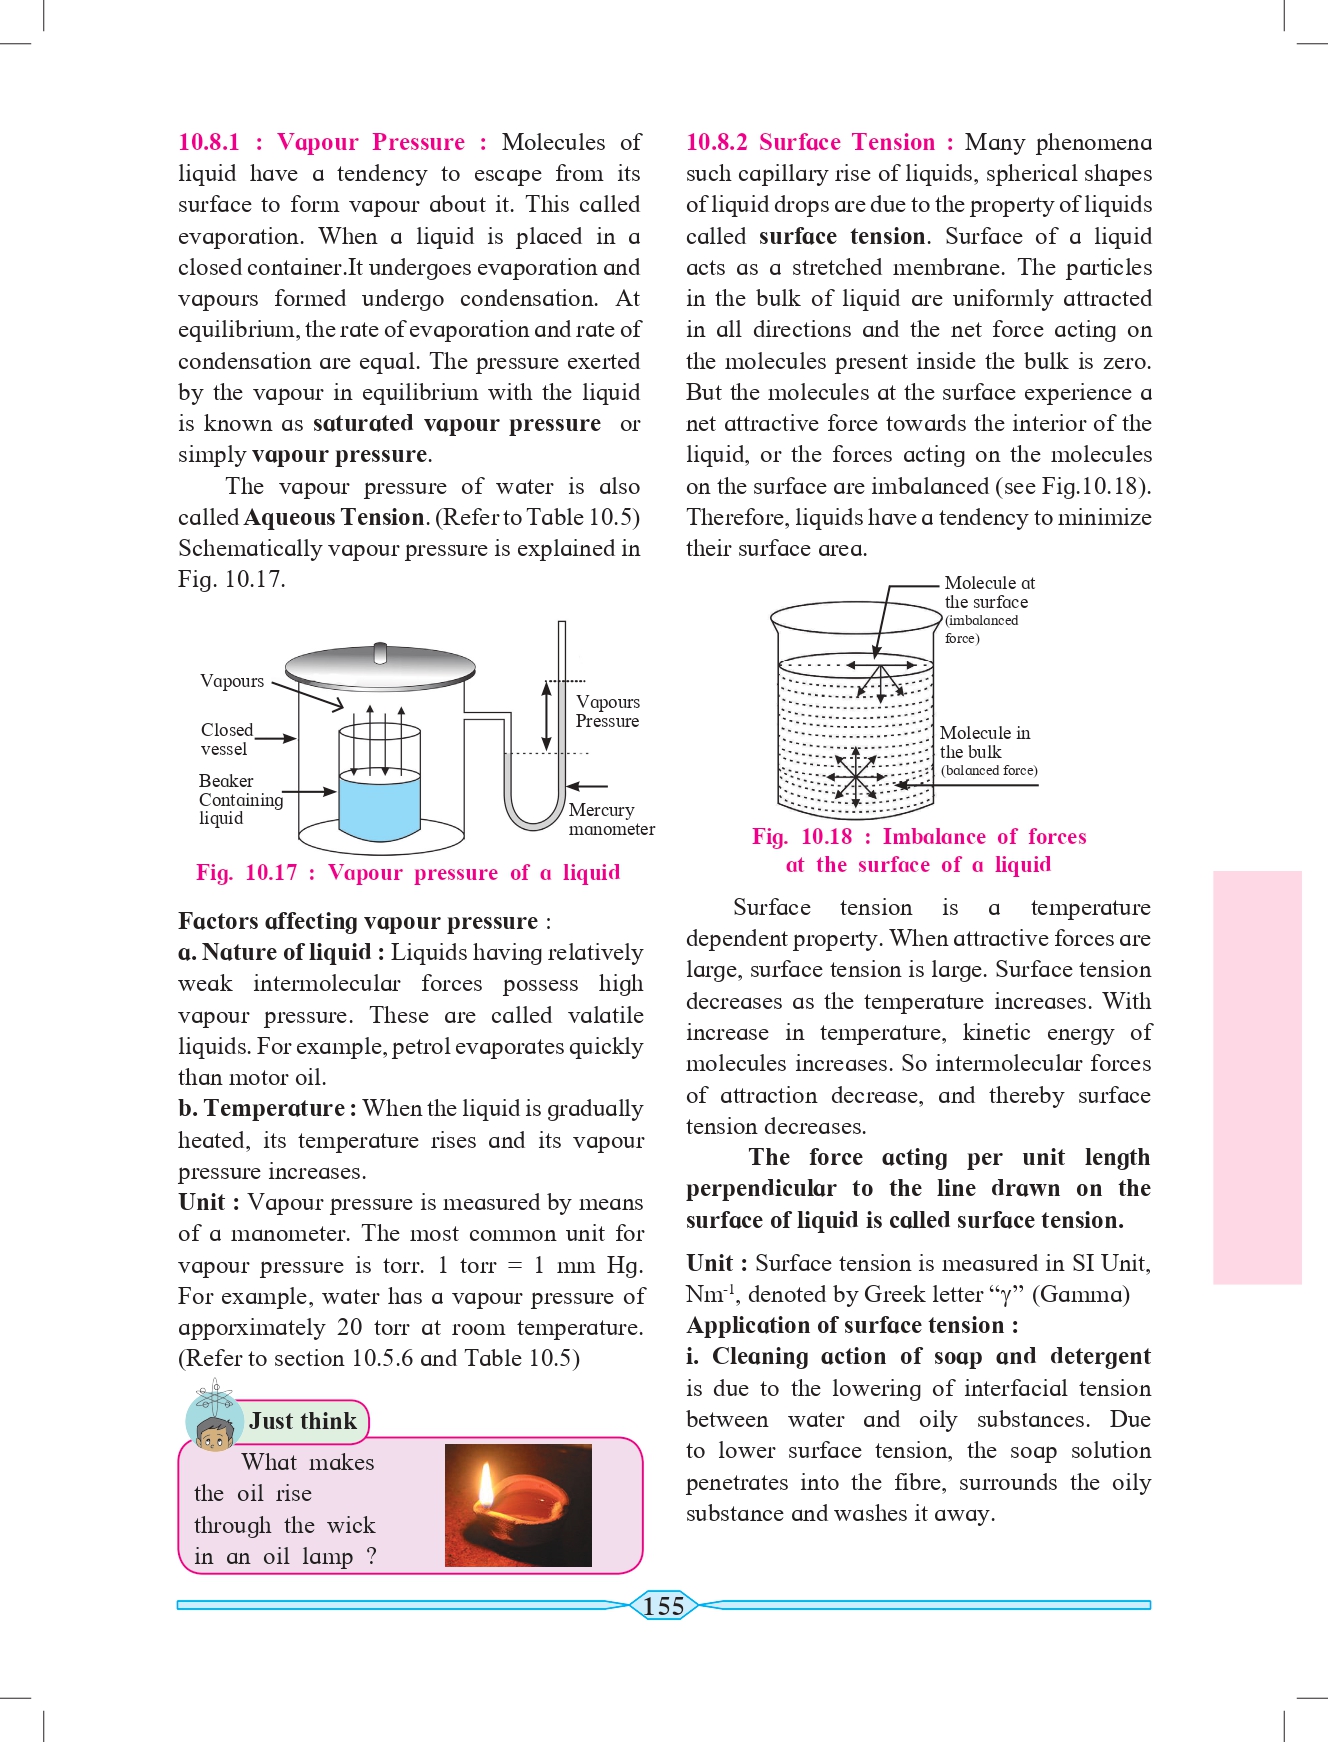 10.8.1 : Vapour Pressure : Molecules of
liquid have a tendency to escape from its
surface to form vapour about it. This called
evaporation. When a liquid is placed in a
closed container.It undergoes evaporation and
vapours formed undergo condensation. At
equilibrium, the rate of evaporation and rate of
condensation are equal. The pressure exerted
by the vapour in equilibrium with the liquid
is known as saturated vapour pressure or
simply vapour pressure.
The vapour pressure of water is also
called Aqueous Tension. (Refer to Table 10.5)
Schematically vapour pressure is explained in
Fig. 10.17.
Vapours
Closed
vessel
Beaker
Containing
liquid
Vapours
Pressure
Mercury
manometer
Fig. 10.17 : Vapour pressure of a liquid
Factors affecting vapour pressure :
a. Nature of liquid : Liquids having relatively
weak intermolecular forces possess high
vapour pressure. These are called valatile
liquids. For example, petrol evaporates quickly
than motor oil.
b. Temperature : When the liquid is gradually
heated, its temperature rises and its vapour
pressure increases.
Unit : Vapour pressure is measured by means
of a manometer. The most common unit for
vapour pressure is torr. 1 torr = 1 mm Hg.
For example, water has a vapour pressure of
apporximately 20 torr at room temperature.
(Refer to section 10.5.6 and Table 10.5)
Just think
What makes
the oil rise
through the wick
in an oil lamp ?
10.8.2 Surface Tension : Many phenomena
such capillary rise of liquids, spherical shapes
of liquid drops are due to the property of liquids
called surface tension. Surface of a liquid
acts as a stretched membrane. The particles
in the bulk of liquid are uniformly attracted
in all directions and the net force acting on
the molecules present inside the bulk is zero.
But the molecules at the surface experience a
net attractive force towards the interior of the
liquid, or the forces acting on the molecules
on the surface are imbalanced (see Fig.10.18).
Therefore, liquids have a tendency to minimize
their surface area.
Molecule at
the surface
(imbalanced
force)
Molecule in
the bulk
(balanced force)
Fig. 10.18 : Imbalance of forces
at the surface of a liquid
Surface tension is a temperature
dependent property. When attractive forces are
large, surface tension is large. Surface tension
decreases as the temperature increases. With
increase in temperature, kinetic energy of
molecules increases. So intermolecular forces
of attraction decrease, and thereby surface
tension decreases.
The force acting per unit length
perpendicular to the line drawn on the
surface of liquid is called surface tension.
Unit : Surface tension is measured in SI Unit,
Nm⁻¹, denoted by Greek letter “γ” (Gamma)
Application of surface tension :
i. Cleaning action of soap and detergent
is due to the lowering of interfacial tension
between water and oily substances. Due
to lower surface tension, the soap solution
penetrates into the fibre, surrounds the oily
substance and washes it away.
155